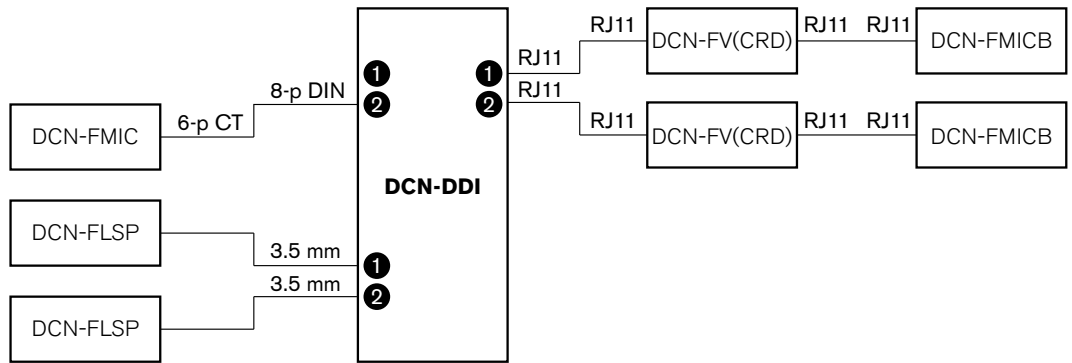 RJ11
DCN-FV(CRD)
RJ11
RJ11
DCN-FMICB
RJ11
1
1
8-p DIN
2
2
RJ11
DCN-FMIC
6-p CT
RJ11
DCN-FV(CRD)
RJ11
RJ11
DCN-FMICB
DCN-DDI
DCN-FLSP
3.5 mm
1
3.5 mm
2
DCN-FLSP